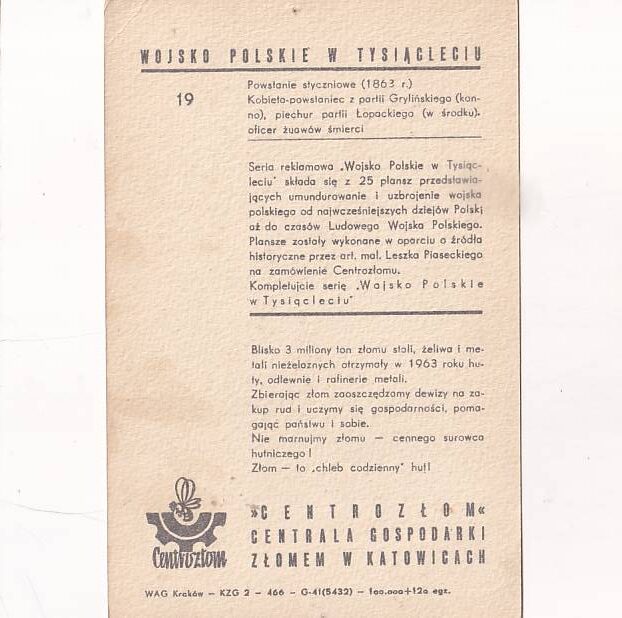 WOJSKO POLSKIE W TYSIĄCLECIU
19
Powstanie styczniowe (1863 r.)
Kobieta-powstaniec z partii Grylińskiego (kon-
no), piechur partii Łopackiego (w środku).
oficer żuawów śmierci
Seria reklamowa „Wojsko Polskie w Tysiąc-
leciu" składa się z 25 plansz przedstawia-
jących umundurowanie i uzbrojenie wojska
polskiego od najwcześniejszych dziejów Polski
aż do czasów Ludowego Wojska Polskiego.
Plansze zostały wykonane w oparciu o źródła
historyczne przez art. mal. Leszka Piaseckiego
na zamówienie Centrozłomu.
Kompletujcie serię „Wojsko Polskie
w Tysiącleciu"
Blisko 3 miliony ton złomu stali, żeliwa i me-
tali nieżelaznych otrzymały w 1963 roku hu-
ty, odlewnie i rafinerie metali.
Zbierając złom zaoszczędzamy dewizy na za-
kup rud i uczymy się gospodarności, poma-
gając państwu i sobie.
Nie marnujmy złomu — cennego surowca
hutniczego!
Złom — to „chleb codzienny" hut!
Centrozłom
»CENTROZŁOM«
CENTRALA GOSPODARKI
ZŁOMEM W KATOWICACH
WAG Kraków — KZG 2 — 466 — G-41(5432) — 100.000+120 egz.